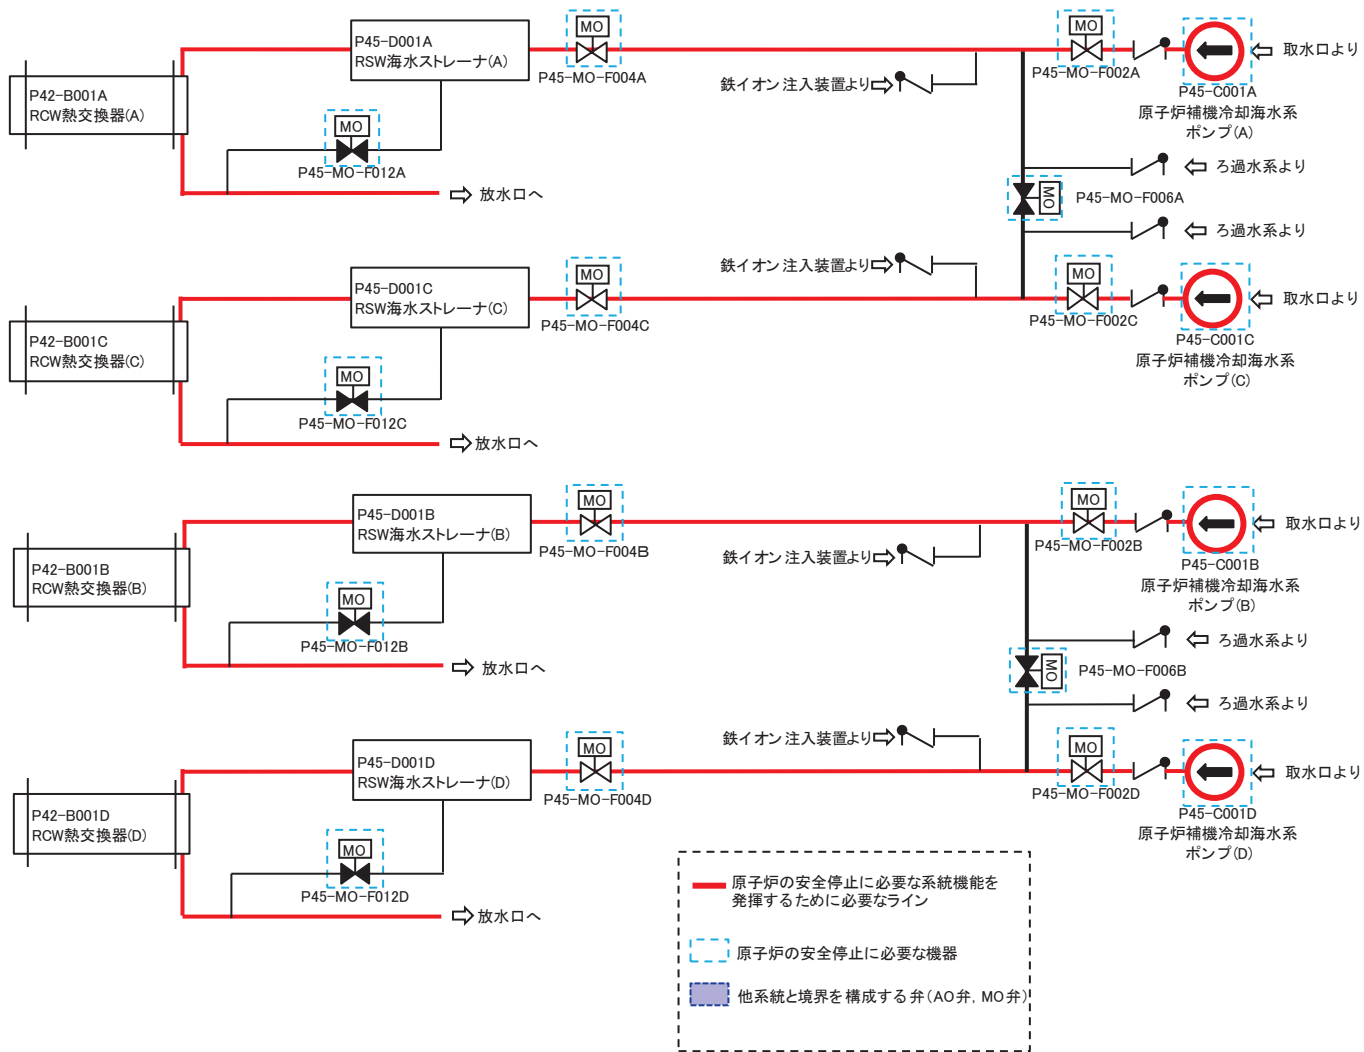 MO
MO
P45-D001A
RSW海水ストレーナ(A)
取水口より
P45-MO-F004A
P45-MO-F002A
鉄イオン注入装置より
P45-C001A
原子炉補機冷却海水系
ポンプ(A)
P42-B001A
RCW熱交換器(A)
MO
P45-MO-F012A
放水口へ
ろ過水系より
MO
P45-MO-F006A
ろ過水系より
鉄イオン注入装置より
MO
MO
P45-D001C
RSW海水ストレーナ(C)
取水口より
P45-MO-F004C
P45-MO-F002C
P45-C001C
原子炉補機冷却海水系
ポンプ(C)
P42-B001C
RCW熱交換器(C)
MO
P45-MO-F012C
放水口へ
MO
MO
P45-D001B
RSW海水ストレーナ(B)
取水口より
P45-MO-F004B
P45-MO-F002B
鉄イオン注入装置より
P45-C001B
原子炉補機冷却海水系
ポンプ(B)
P42-B001B
RCW熱交換器(B)
MO
P45-MO-F012B
放水口へ
ろ過水系より
MO
P45-MO-F006B
ろ過水系より
鉄イオン注入装置より
MO
MO
P45-D001D
RSW海水ストレーナ(D)
取水口より
P45-MO-F004D
P45-MO-F002D
P45-C001D
原子炉補機冷却海水系
ポンプ(D)
P42-B001D
RCW熱交換器(D)
MO
P45-MO-F012D
放水口へ
原子炉の安全停止に必要な系統機能を
発揮するために必要なライン
原子炉の安全停止に必要な機器
他系統と境界を構成する弁(AO弁, MO弁)